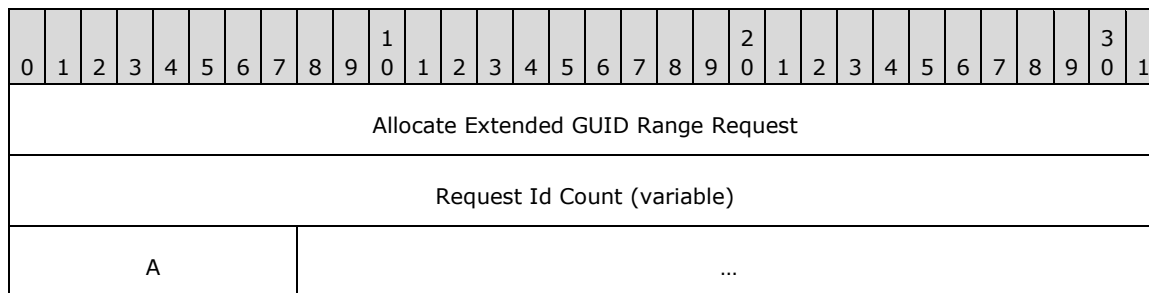 1 2 3
0 1 2 3 4 5 6 7 8 9 0 1 2 3 4 5 6 7 8 9 0 1 2 3 4 5 6 7 8 9 0 1
Allocate Extended GUID Range Request
Request Id Count (variable)
A ...